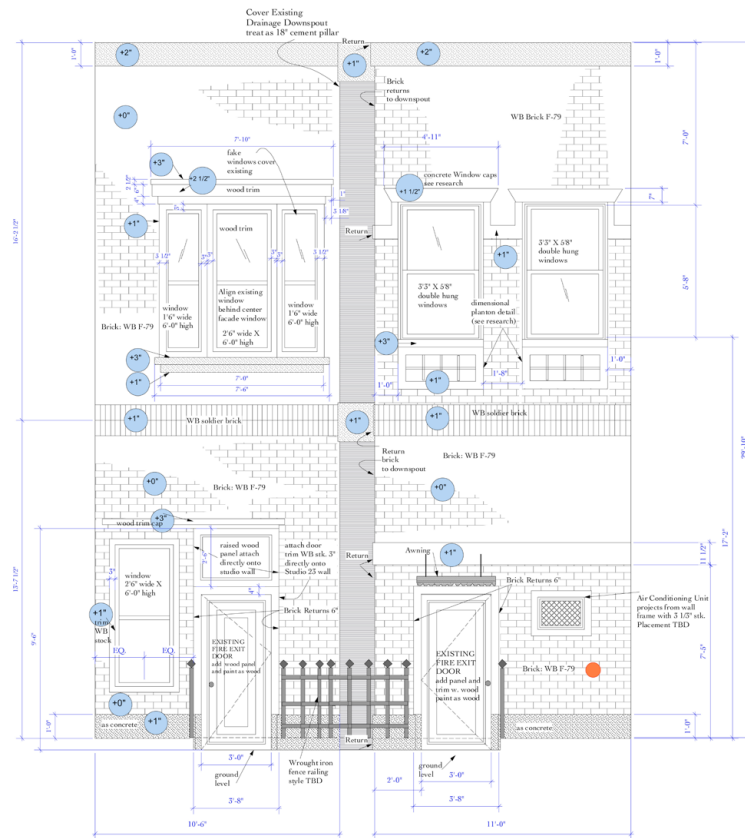 Cover Existing
Drainage Downspout
treat as 18" cement pillar
Return
+2"
+1"
+2"
1'-0"
1'-0"
Brick
returns
to downspout
+0"
WB Brick F-79
7'-0"
7'-10"
fake
windows cover
existing
4'-11"
+3"
+2 1/2"
wood trim
concrete Window caps
see research
+1 1/2"
2 1/2"
6"
7"
1"
+1"
wood trim
Return
+1"
3'3" X 5'8"
double hung
windows
16'-2 1/2"
5 1/2"
5 1/2"
Align existing
window
behind center
facade window
2'6" wide X
6'-0" high
window
1'6" wide
6'-0" high
window
1'6" wide
6'-0" high
3'3" X 5'8"
double hung
windows
5'-8"
dimensional
planton detail
(see research)
Brick: WB F-79
+3"
+3"
+1"
+1"
7'-0"
7'-6"
1'-0"
1'-8"
1'-0"
+1"
WB soldier brick
+1"
+1"
WB soldier brick
Return
brick
to downspout
Brick: WB F-79
+0"
Brick: WB F-79
+0"
17'-2"
+3"
wood trim cap
raised wood
panel attach
directly onto
studio wall
attach door
trim WB stk. 3"
directly onto
Studio 23 wall
Return
Awning
+1"
11 1/2"
13'-7 1/2"
9'-6"
3"
window
2'6" wide X
6'-0" high
4"
Brick Returns 6"
Brick Returns 6"
Air Conditioning Unit
projects from wall
frame with 3 1/3" stk.
Placement TBD
+1"
trim
WB
stock
EQ.
EQ.
EXISTING
FIRE EXIT
DOOR
add wood panel
and paint as wood
EXISTING
FIRE EXIT
DOOR
add panel and
trim w. wood
paint as wood
Brick: WB F-79
7'-5"
+0"
+1"
as concrete
as concrete
1'-0"
1'-0"
Return
3'-0"
ground
level
Wrought iron
fence railing
style TBD
ground
level
2'-0"
3'-0"
3'-8"
3'-8"
10'-6"
11'-0"